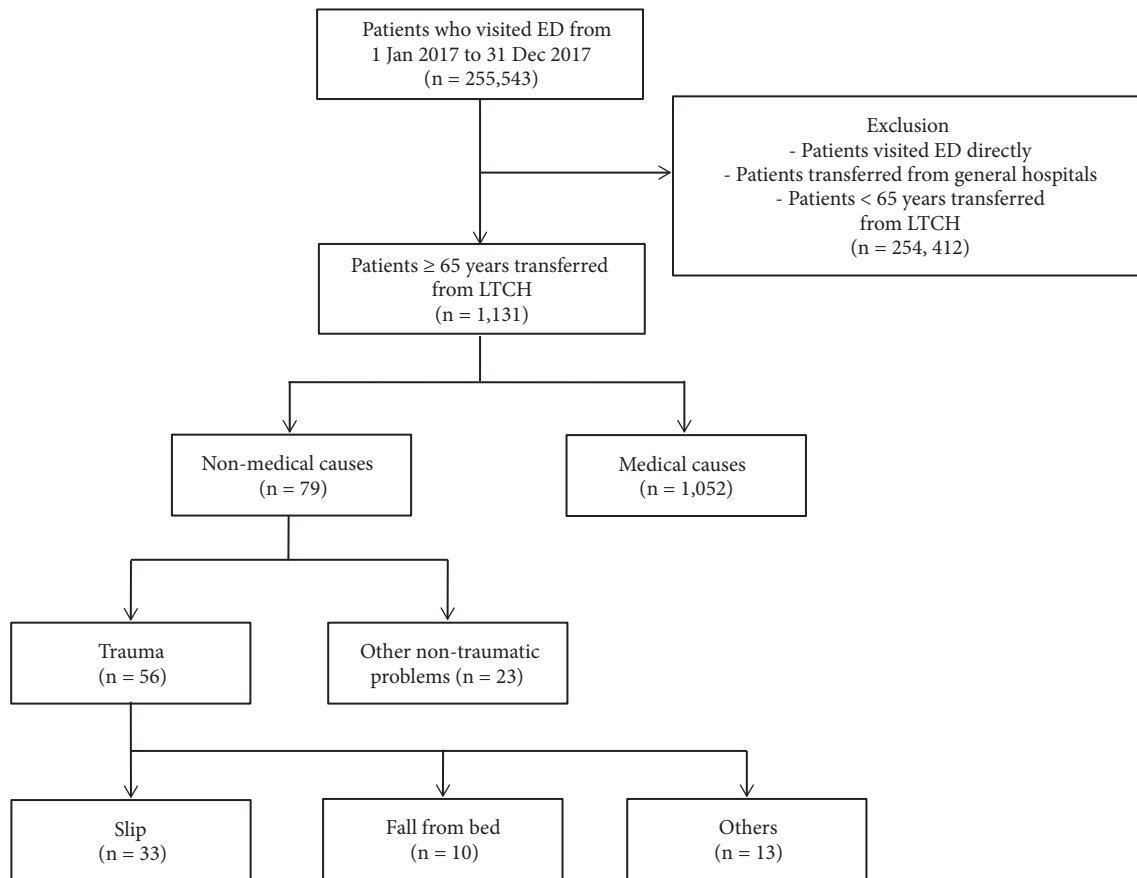 Patients who visited ED from
1 Jan 2017 to 31 Dec 2017
(n = 255,543)
Exclusion
- Patients visited ED directly
- Patients transferred from general hospitals
- Patients < 65 years transferred
from LTCH
(n = 254, 412)
Patients ≥ 65 years transferred
from LTCH
(n = 1,131)
Non-medical causes
(n = 79)
Medical causes
(n = 1,052)
Trauma
(n = 56)
Other non-traumatic
problems (n = 23)
Slip
(n = 33)
Fall from bed
(n = 10)
Others
(n = 13)